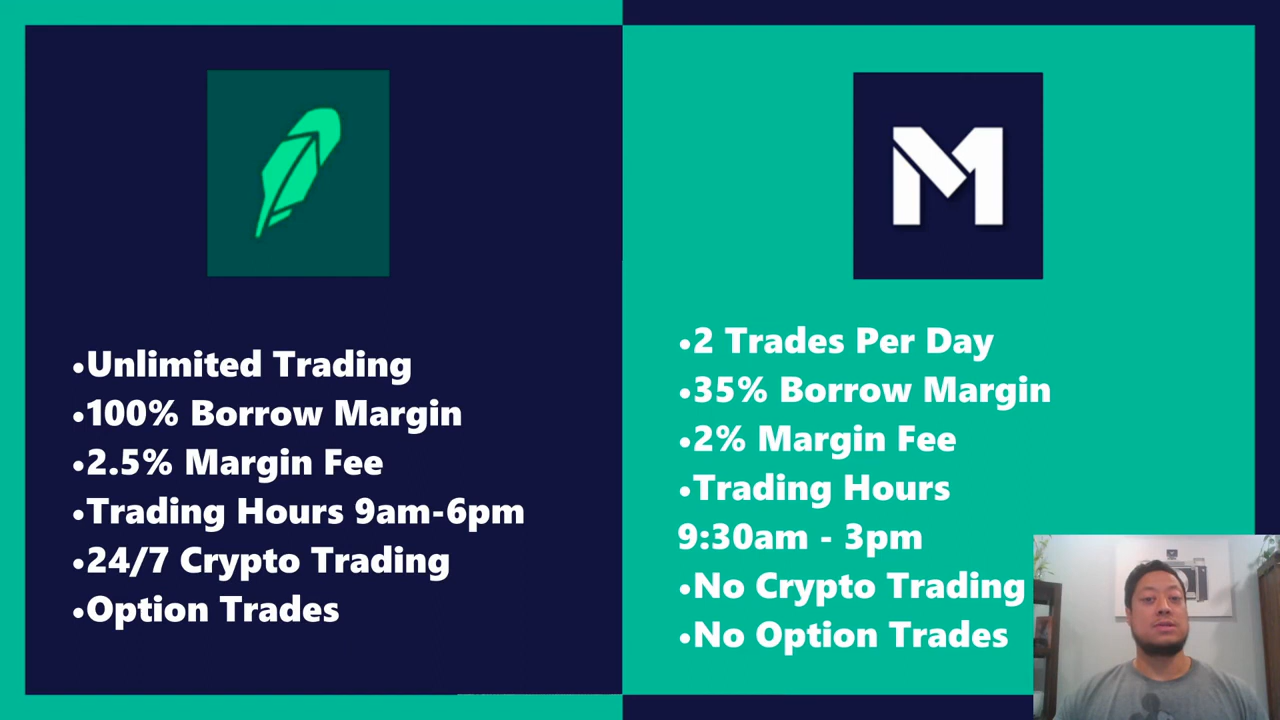 •Unlimited Trading
•100% Borrow Margin
•2.5% Margin Fee
•Trading Hours 9am-6pm
•24/7 Crypto Trading
•Option Trades
M1
•2 Trades Per Day
•35% Borrow Margin
•2% Margin Fee
•Trading Hours
9:30am - 3pm
•No Crypto Trading
•No Option Trades